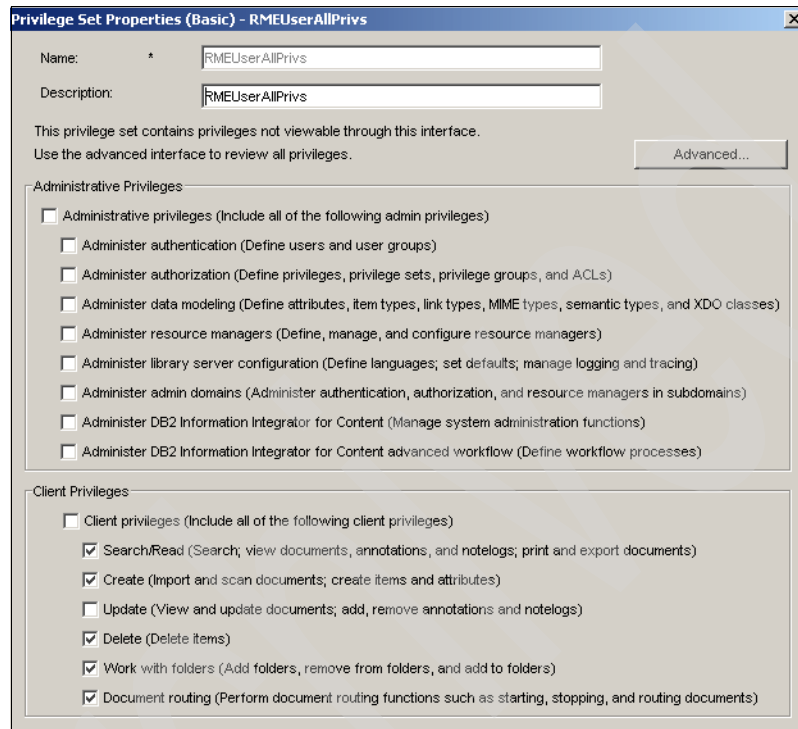 Privilege Set Properties (Basic) - RMEUserAllPrivs
Name: * RMEUserAllPrivs
Description: RMEUserAllPrivs
This privilege set contains privileges not viewable through this interface.
Use the advanced interface to review all privileges.
Advanced...
Administrative Privileges
Administrative privileges (Include all of the following admin privileges)
Administer authentication (Define users and user groups)
Administer authorization (Define privileges, privilege sets, privilege groups, and ACLs)
Administer data modeling (Define attributes, item types, link types, MIME types, semantic types, and XDO classes)
Administer resource managers (Define, manage, and configure resource managers)
Administer library server configuration (Define languages; set defaults; manage logging and tracing)
Administer admin domains (Administer authentication, authorization, and resource managers in subdomains)
Administer DB2 Information Integrator for Content (Manage system administration functions)
Administer DB2 Information Integrator for Content advanced workflow (Define workflow processes)
Client Privileges
Client privileges (Include all of the following client privileges)
Search/Read (Search; view documents, annotations, and notelogs; print and export documents)
Create (Import and scan documents; create items and attributes)
Update (View and update documents; add, remove annotations and notelogs)
Delete (Delete items)
Work with folders (Add folders, remove from folders, and add to folders)
Document routing (Perform document routing functions such as starting, stopping, and routing documents)